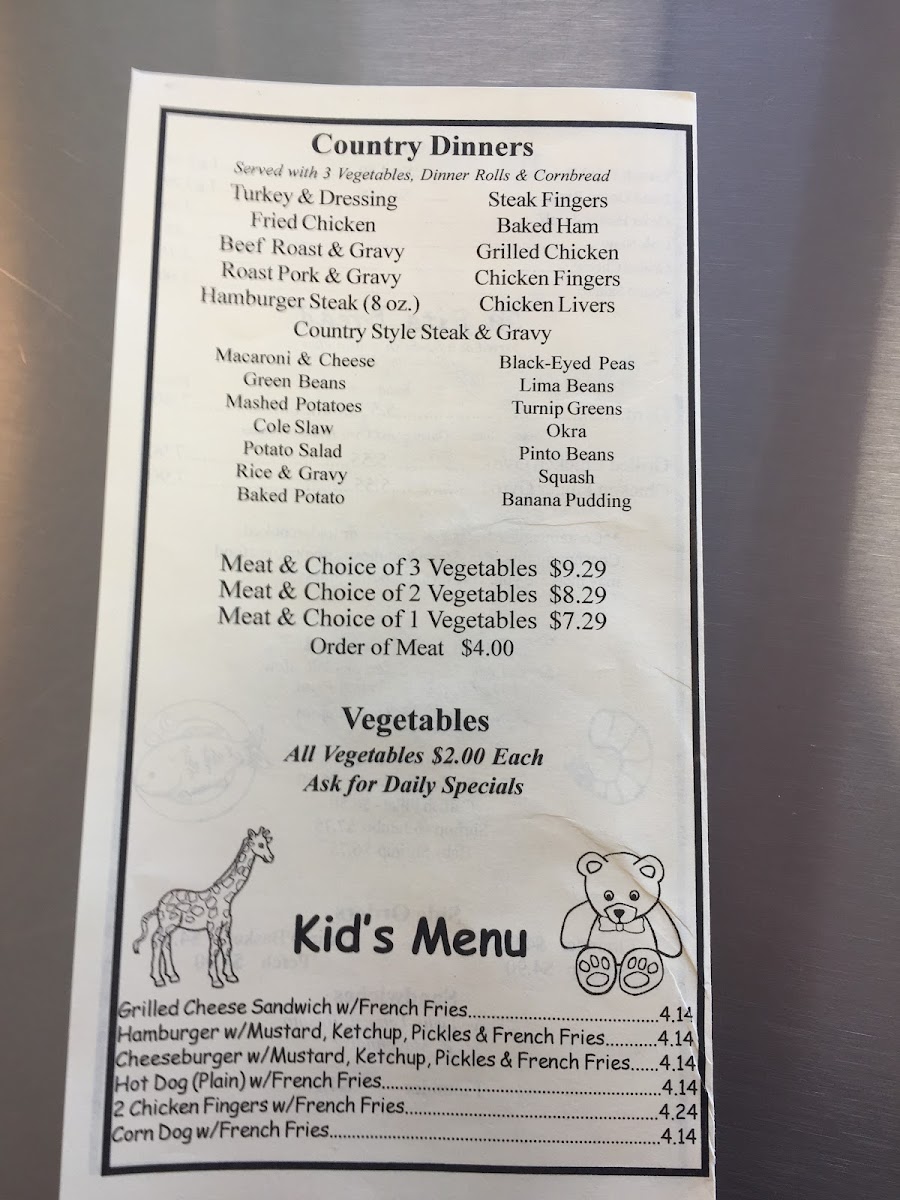 Country Dinners
Served with 3 Vegetables, Dinner Rolls & Cornbread
Turkey & Dressing Steak Fingers
Fried Chicken Baked Ham
Beef Roast & Gravy Grilled Chicken
Roast Pork & Gravy Chicken Fingers
Hamburger Steak (8 oz.) Chicken Livers
Country Style Steak & Gravy
Macaroni & Cheese Black-Eyed Peas
Green Beans Lima Beans
Mashed Potatoes Turnip Greens
Cole Slaw Okra
Potato Salad Pinto Beans
Rice & Gravy Squash
Baked Potato Banana Pudding
Meat & Choice of 3 Vegetables $9.29
Meat & Choice of 2 Vegetables $8.29
Meat & Choice of 1 Vegetables $7.29
Order of Meat $4.00
Vegetables
All Vegetables $2.00 Each
Ask for Daily Specials
Kid's Menu
Grilled Cheese Sandwich w/French Fries.....................................4.14
Hamburger w/Mustard, Ketchup, Pickles & French Fries..........4.14
Cheeseburger w/Mustard, Ketchup, Pickles & French Fries......4.14
Hot Dog (Plain) w/French Fries......................................................4.14
2 Chicken Fingers w/French Fries.................................................4.24
Corn Dog w/French Fries................................................................4.14